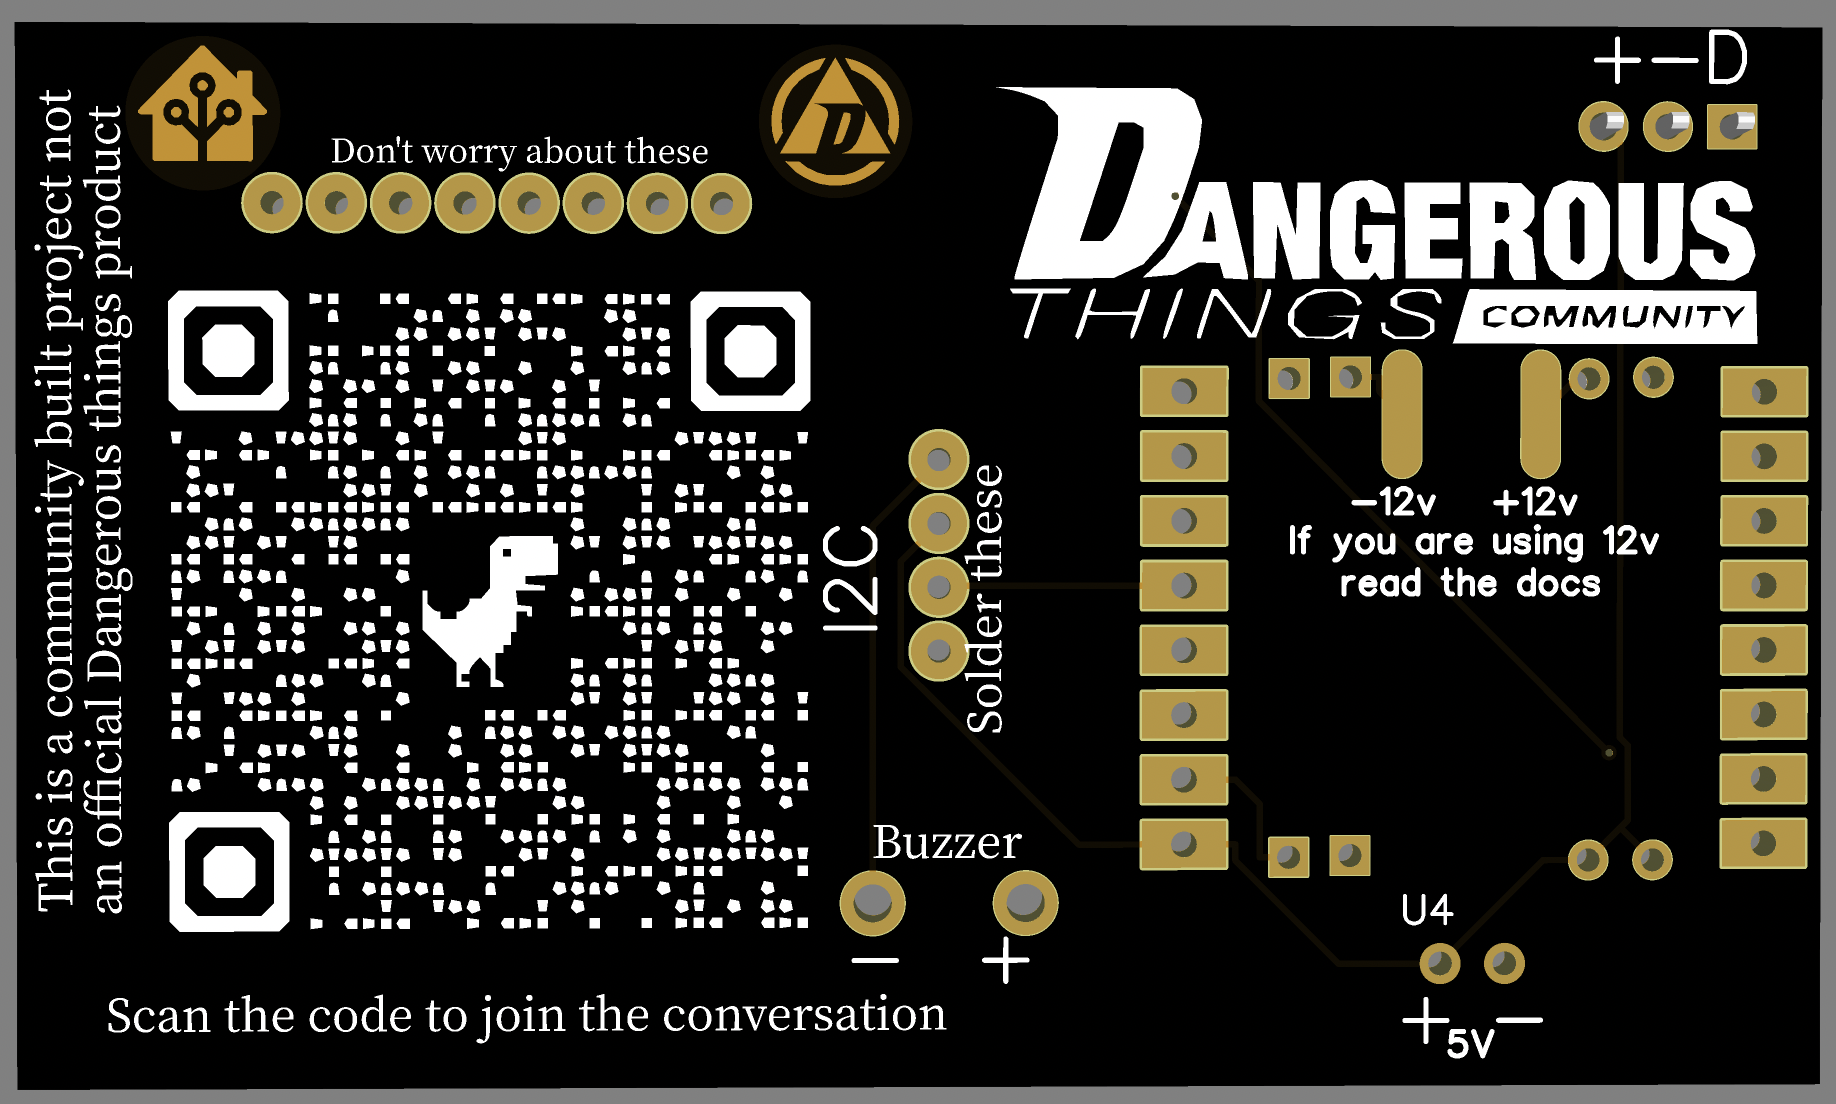 This is a community built project not
an official Dangerous things product
Don't worry about these
D
+-D
DANGEROUS
THINGS COMMUNITY
-12v +12v
If you are using 12v
read the docs
I2C
Solder these
Buzzer
- +
U4
+5V-
Scan the code to join the conversation